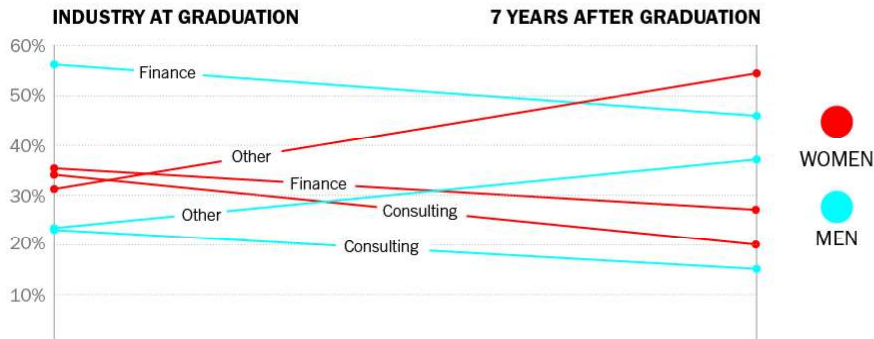 INDUSTRY AT GRADUATION
7 YEARS AFTER GRADUATION
60%
Finance
50%
40%
Other
WOMEN
Finance
30%
Other
Consulting
MEN
20%
Consulting
10%